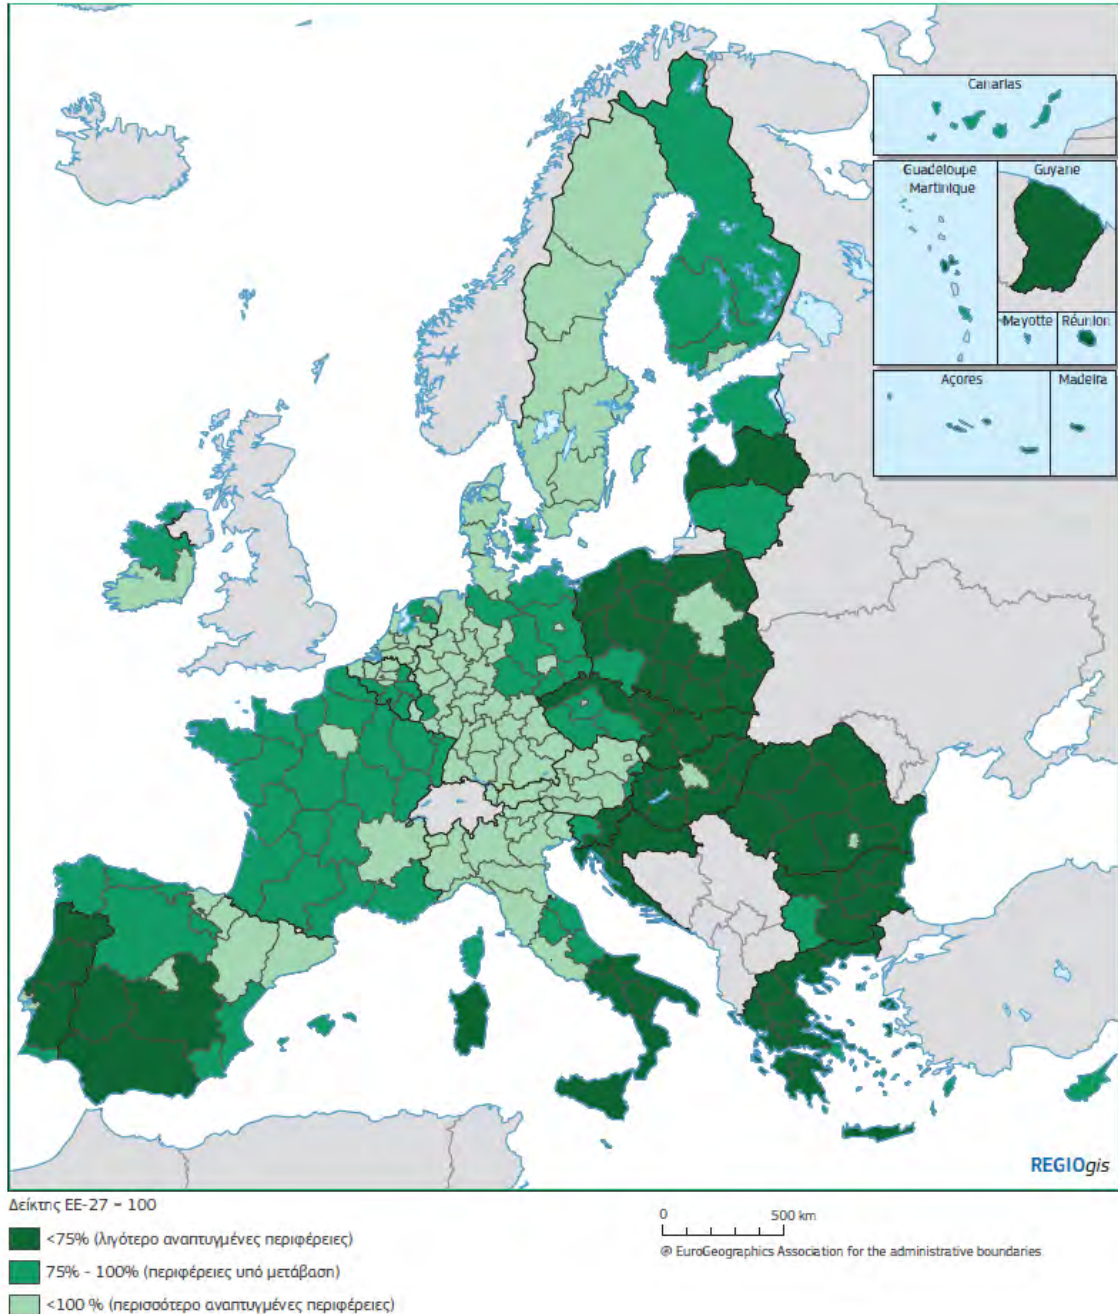 Canarias
Guadeloupe
Martinique
Guyane
Mayotte
Réunion
Açores
Madeira
REGIOgis
Δείκτης ΕΕ-27 = 100
<75% (λιγότερο αναπτυγμένες περιφέρειες)
75% - 100% (περιφέρειες υπό μετάβαση)
<100 % (περισσότερο αναπτυγμένες περιφέρειες)
0 500 km
© EuroGeographics Association for the administrative boundaries